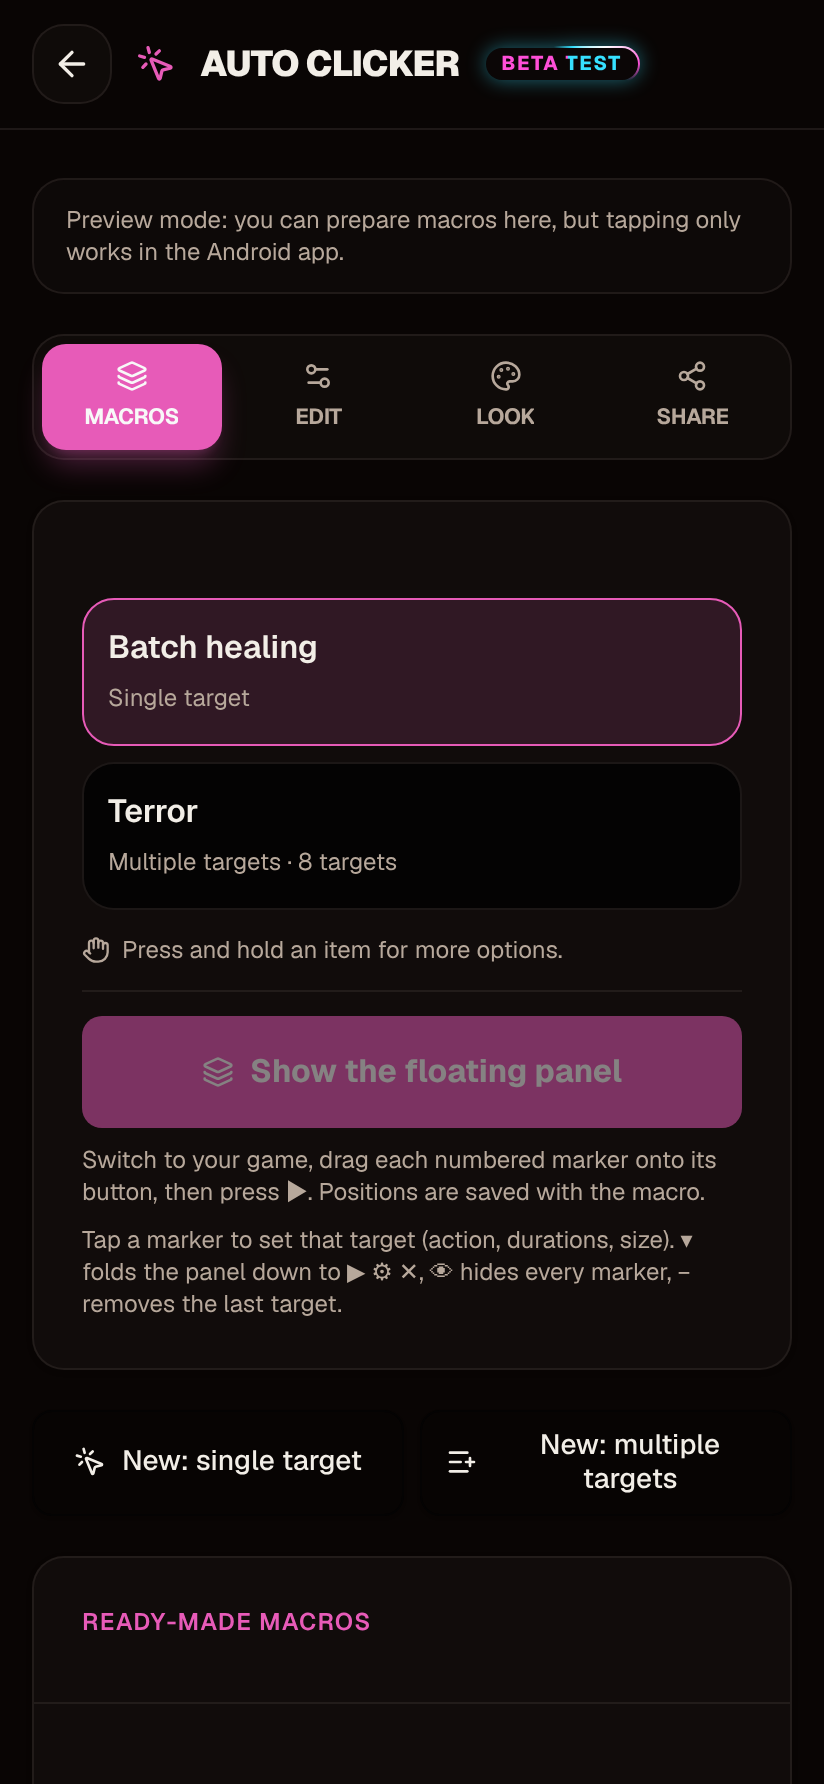 AUTO CLICKER
BETA TEST
Preview mode: you can prepare macros here, but tapping only
works in the Android app.
MACROS
EDIT
LOOK
SHARE
Batch healing
Single target
Terror
Multiple targets · 8 targets
Press and hold an item for more options.
Show the floating panel
Switch to your game, drag each numbered marker onto its
button, then press ▶. Positions are saved with the macro.
Tap a marker to set that target (action, durations, size). ▾
folds the panel down to ▶ ⚙ ✕, 👁 hides every marker, −
removes the last target.
New: single target
New: multiple
targets
READY-MADE MACROS